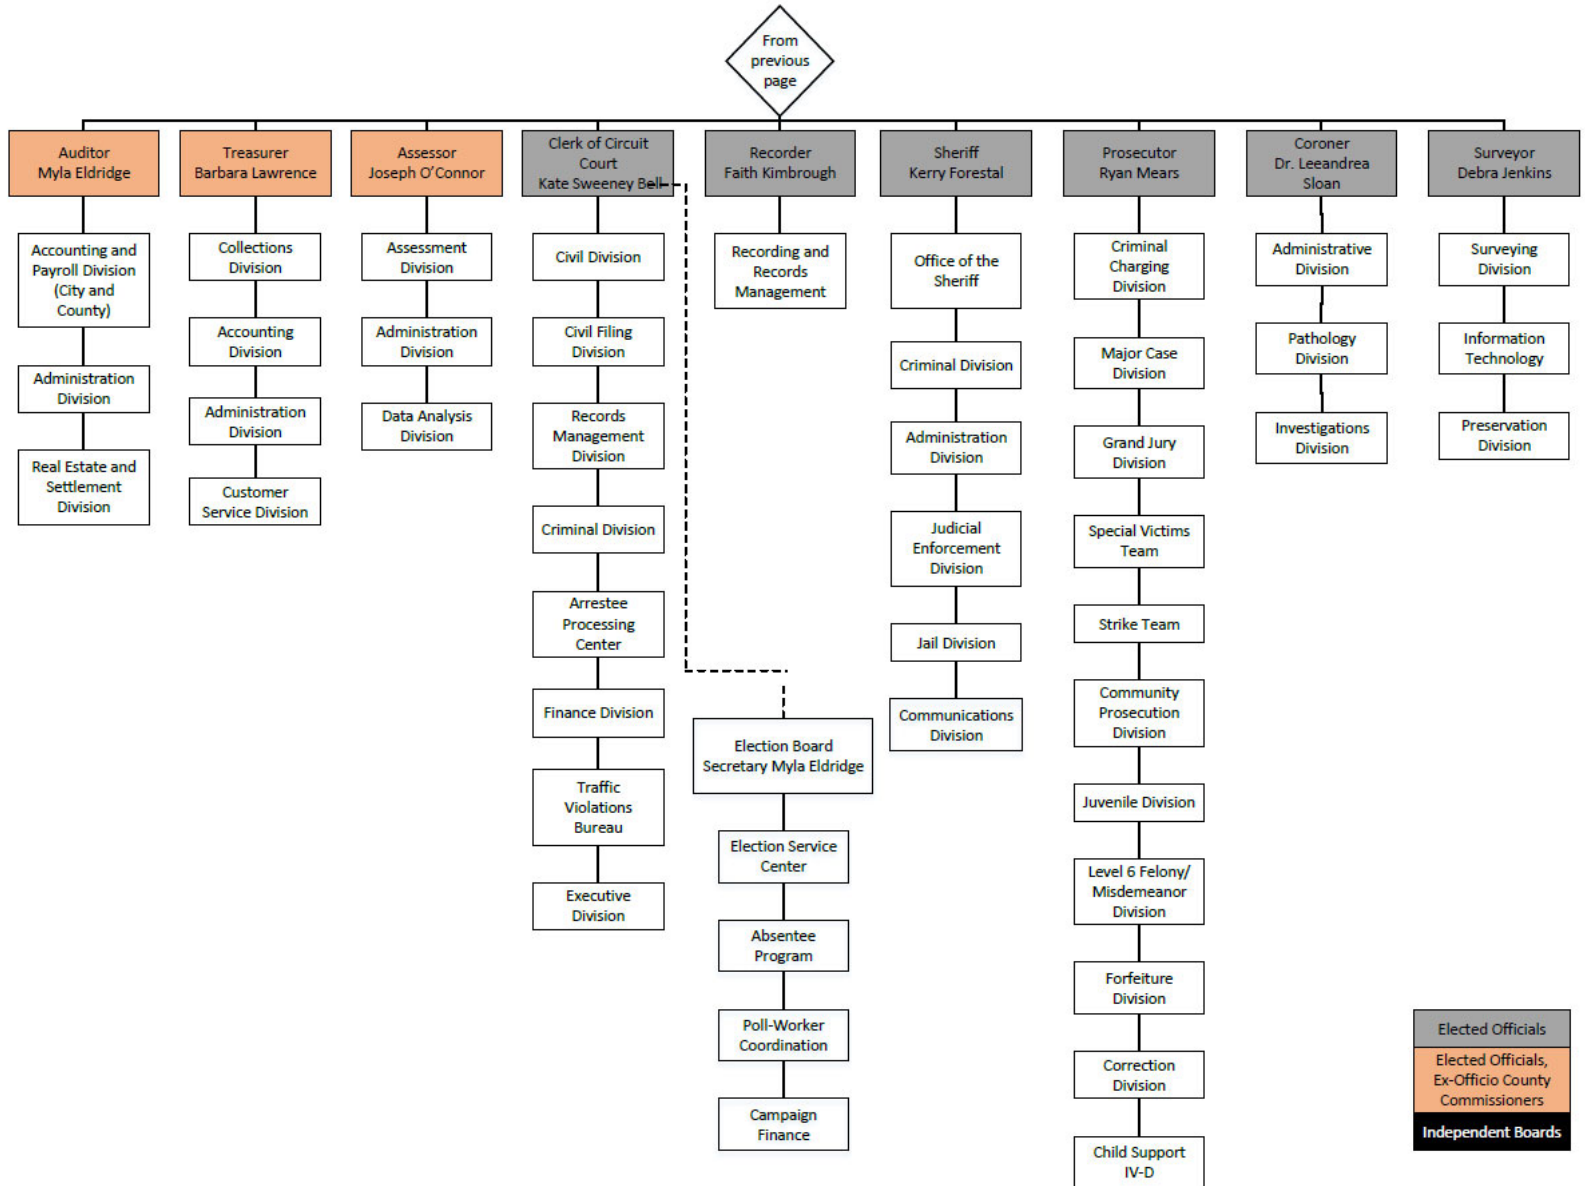 From
previous
page
Auditor
Myla Eldridge
Accounting and
Payroll Division
(City and
County)
Administration
Division
Real Estate and
Settlement
Division
Treasurer
Barbara Lawrence
Collections
Division
Accounting
Division
Administration
Division
Customer
Service Division
Assessor
Joseph O'Connor
Assessment
Division
Administration
Division
Data Analysis
Division
Clerk of Circuit
Court
Kate Sweeney Bell
Civil Division
Civil Filing
Division
Records
Management
Division
Criminal Division
Arrestee
Processing
Center
Finance Division
Traffic
Violations
Bureau
Executive
Division
Recorder
Faith Kimbrough
Recording and
Records
Management
Election Board
Secretary Myla Eldridge
Election Service
Center
Absentee
Program
Poll-Worker
Coordination
Campaign
Finance
Sheriff
Kerry Forestal
Office of the
Sheriff
Criminal Division
Administration
Division
Judicial
Enforcement
Division
Jail Division
Communications
Division
Prosecutor
Ryan Mears
Criminal
Charging
Division
Major Case
Division
Grand Jury
Division
Special Victims
Team
Strike Team
Community
Prosecution
Division
Juvenile Division
Level 6 Felony/
Misdemeanor
Division
Forfeiture
Division
Correction
Division
Child Support
IV-D
Coroner
Dr. Leeandrea
Sloan
Administrative
Division
Pathology
Division
Investigations
Division
Surveyor
Debra Jenkins
Surveying
Division
Information
Technology
Preservation
Division
Elected Officials
Elected Officials,
Ex-Officio County
Commissioners
Independent Boards